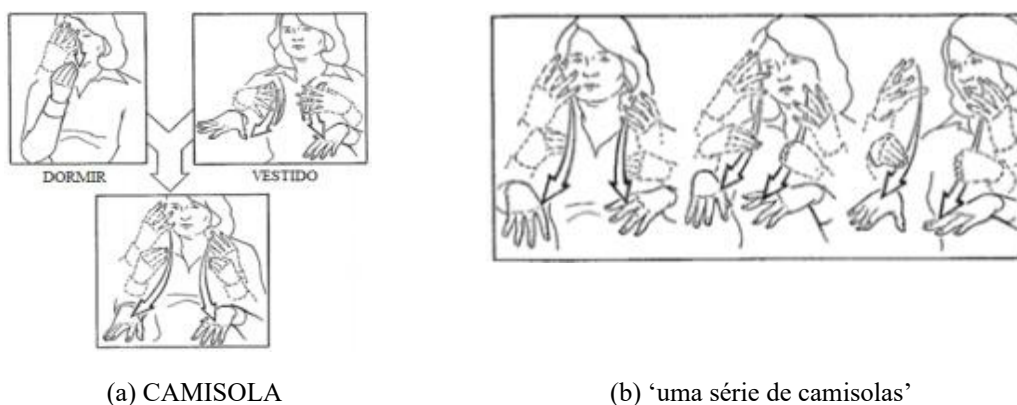 DORMIR
VESTIDO
(a) CAMISOLA
(b) ‘uma série de camisolas’